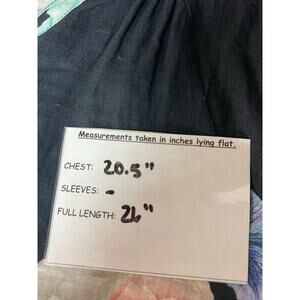 Measurements taken in inches lying flat.
CHEST: 20.5"
SLEEVES: -
FULL LENGTH: 26"